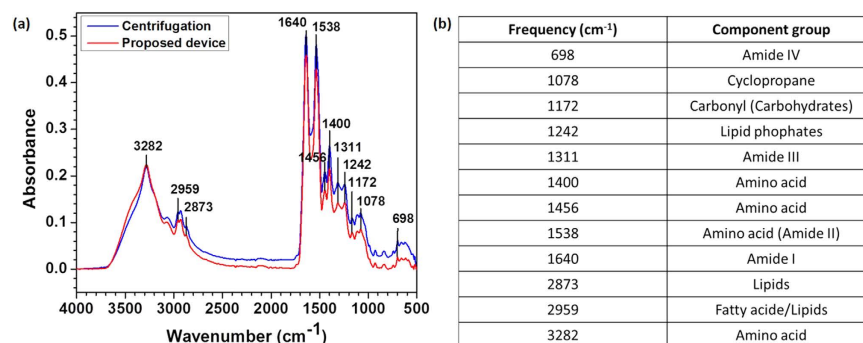 (a)
Centrifugation
Proposed device
Absorbance
0.5
0.4
0.3
0.2
0.1
0.0
1640
1538
1400
1456
1311
1242
1172
1078
698
3282
2959
2873
4000 3500 3000 2500 2000 1500 1000 500
Wavenumber (cm-1)
(b)
Frequency (cm-1) Component group
698 Amide IV
1078 Cyclopropane
1172 Carbonyl (Carbohydrates)
1242 Lipid phophates
1311 Amide III
1400 Amino acid
1456 Amino acid
1538 Amino acid (Amide II)
1640 Amide I
2873 Lipids
2959 Fatty acide/Lipids
3282 Amino acid